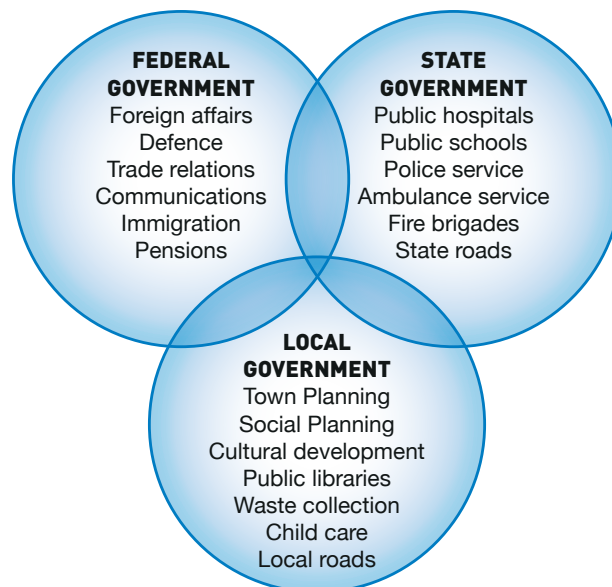 FEDERAL
GOVERNMENT
Foreign affairs
Defence
Trade relations
Communications
Immigration
Pensions
STATE
GOVERNMENT
Public hospitals
Public schools
Police service
Ambulance service
Fire brigades
State roads
LOCAL
GOVERNMENT
Town Planning
Social Planning
Cultural development
Public libraries
Waste collection
Child care
Local roads